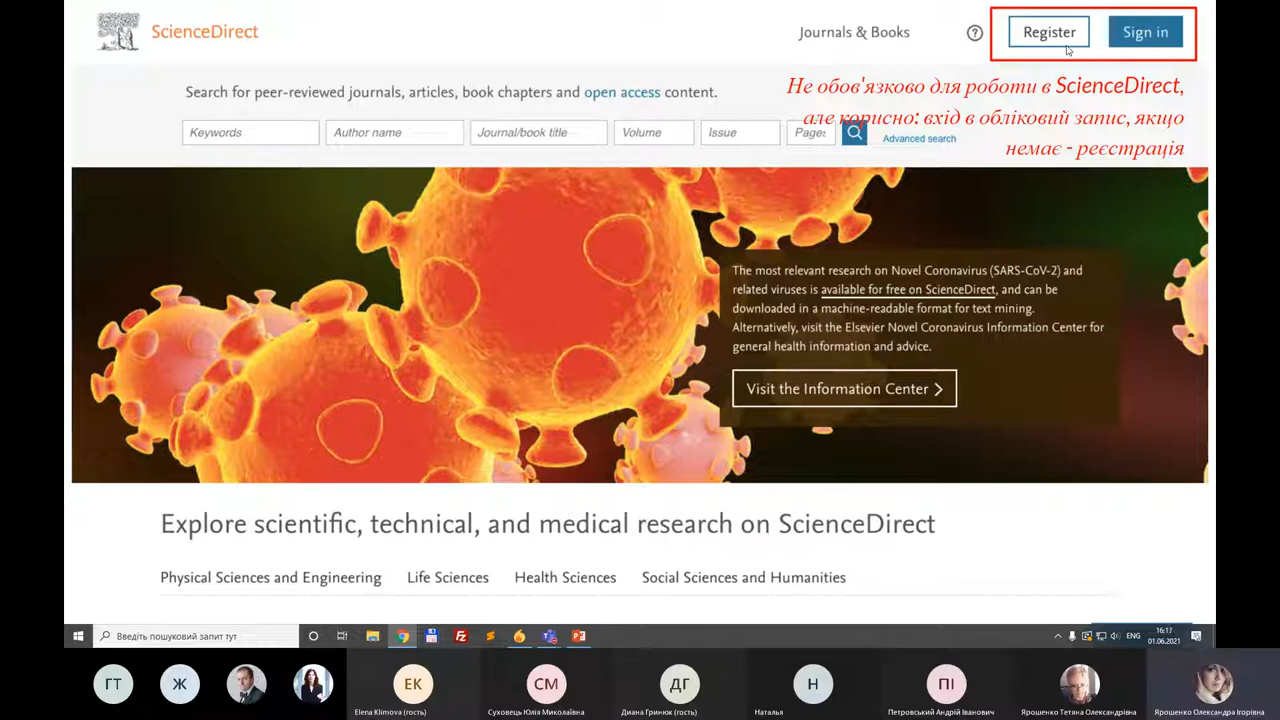 ScienceDirect
Journals & Books
?
Register
Sign in
Search for peer-reviewed journals, articles, book chapters and open access content.
Не обов'язково для роботи в ScienceDirect,
але корисно: вхід в обліковий запис, якщо
немає - реєстрація
Keywords
Author name
Journal/book title
Volume
Issue
Pages
Advanced search
The most relevant research on Novel Coronavirus (SARS-CoV-2) and
related viruses is available for free on ScienceDirect, and can be
downloaded in a machine-readable format for text mining.
Alternatively, visit the Elsevier Novel Coronavirus Information Center for
general health information and advice.
Visit the Information Center
Explore scientific, technical, and medical research on ScienceDirect
Physical Sciences and Engineering
Life Sciences
Health Sciences
Social Sciences and Humanities
Введіть пошуковий запит тут
ENG
16:17
01.06.2021
ГТ
Ж
ЕК
СМ
ДГ
Н
ПІ
Elena Klimova (гость)
Суховець Юлія Миколаївна
Диана Гринюк (гость)
Наталья
Петровський Андрій Іванович
Ярошенко Тетяна Олександрівна
Ярошенко Олександра Ігорівна